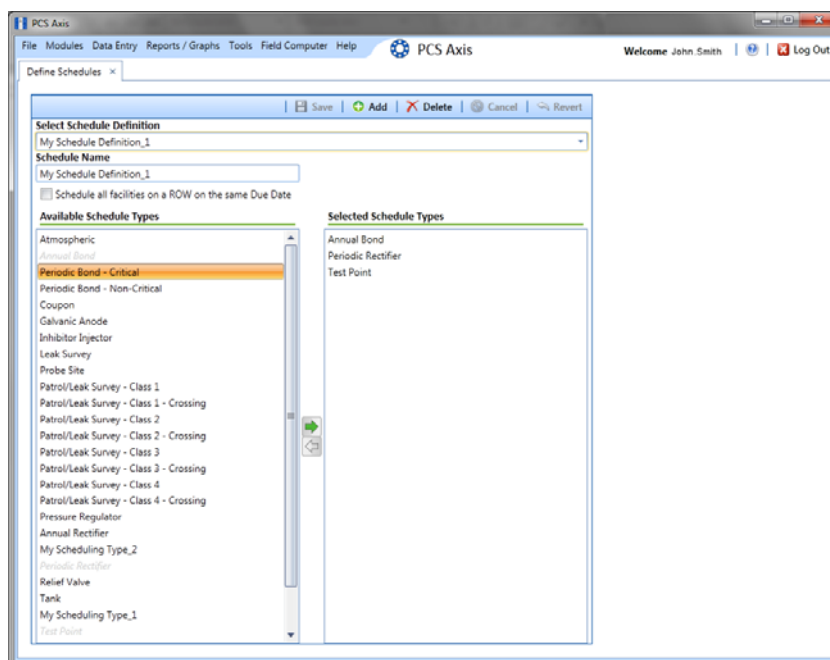 PCS Axis
File Modules Data Entry Reports / Graphs Tools Field Computer Help
PCS Axis
Welcome John.Smith | Log Out
Define Schedules ×
| Save | Add | Delete | Cancel | Revert
Select Schedule Definition
My Schedule Definition_1
Schedule Name
My Schedule Definition_1
Schedule all facilities on a ROW on the same Due Date
Available Schedule Types
Atmospheric
Annual Bond
Periodic Bond - Critical
Periodic Bond - Non-Critical
Coupon
Galvanic Anode
Inhibitor Injector
Leak Survey
Probe Site
Patrol/Leak Survey - Class 1
Patrol/Leak Survey - Class 1 - Crossing
Patrol/Leak Survey - Class 2
Patrol/Leak Survey - Class 2 - Crossing
Patrol/Leak Survey - Class 3
Patrol/Leak Survey - Class 3 - Crossing
Patrol/Leak Survey - Class 4
Patrol/Leak Survey - Class 4 - Crossing
Pressure Regulator
Annual Rectifier
My Scheduling Type_2
Periodic Rectifier
Relief Valve
Tank
My Scheduling Type_1
Test Point
Selected Schedule Types
Annual Bond
Periodic Rectifier
Test Point